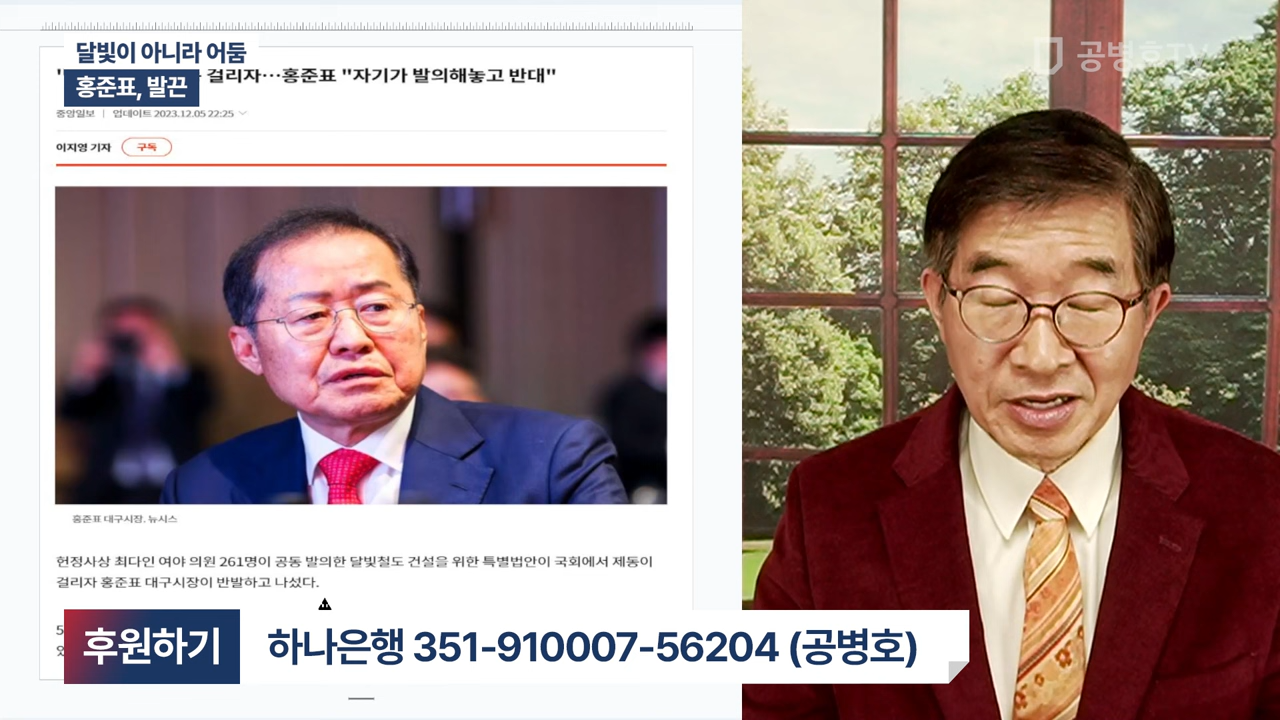 달빛이 아니라 어둠
홍준표, 발끈
걸리자…홍준표 "자기가 발의해놓고 반대"
중앙일보 | 업데이트 2023.12.05 22:25
이지영 기자 구독
홍준표 대구시장. 뉴시스
헌정사상 최다인 여야 의원 261명이 공동 발의한 달빛철도 건설을 위한 특별법안이 국회에서 제동이
걸리자 홍준표 대구시장이 반발하고 나섰다.
후원하기
하나은행 351-910007-56204 (공병호)
공병호TV